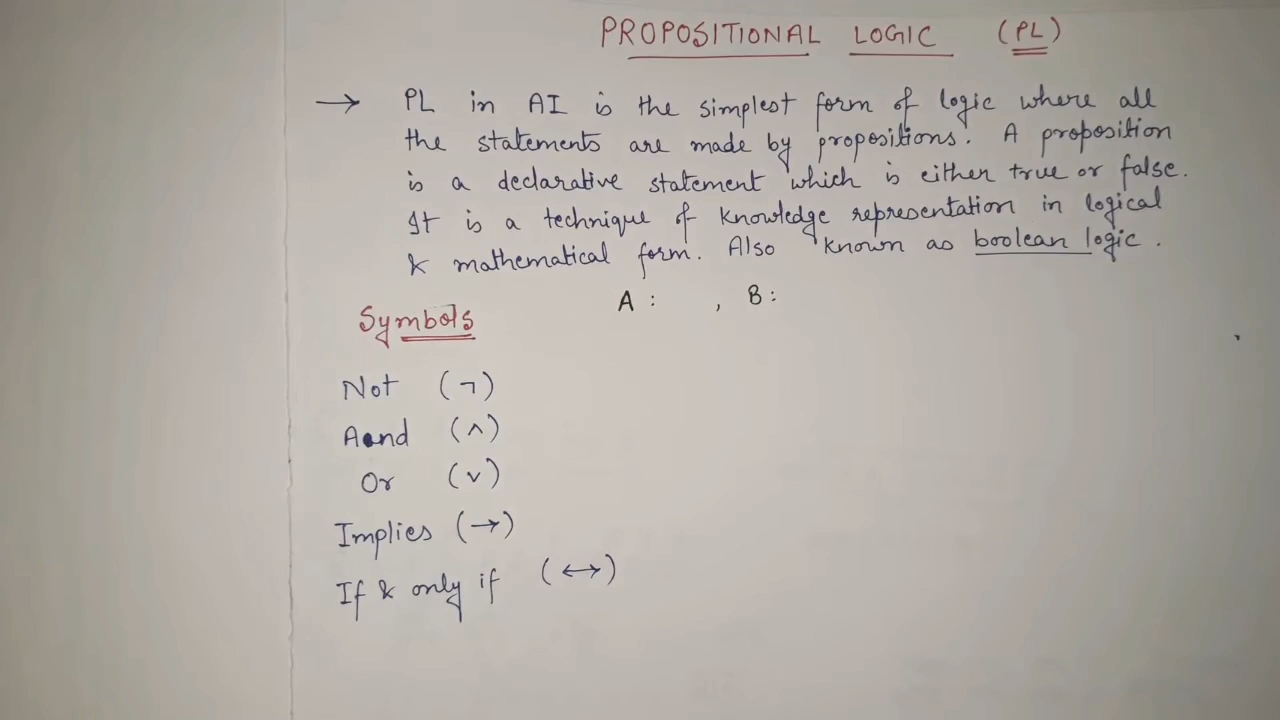 PROPOSITIONAL LOGIC (PL)
→ PL in AI is the simplest form of logic where all
the statements are made by propositions. A proposition
is a declarative statement which is either true or false.
It is a technique of knowledge representation in logical
& mathematical form. Also known as boolean logic.
A: , B:
Symbols
Not (¬)
And (∧)
Or (∨)
Implies (→)
If & only if (↔)